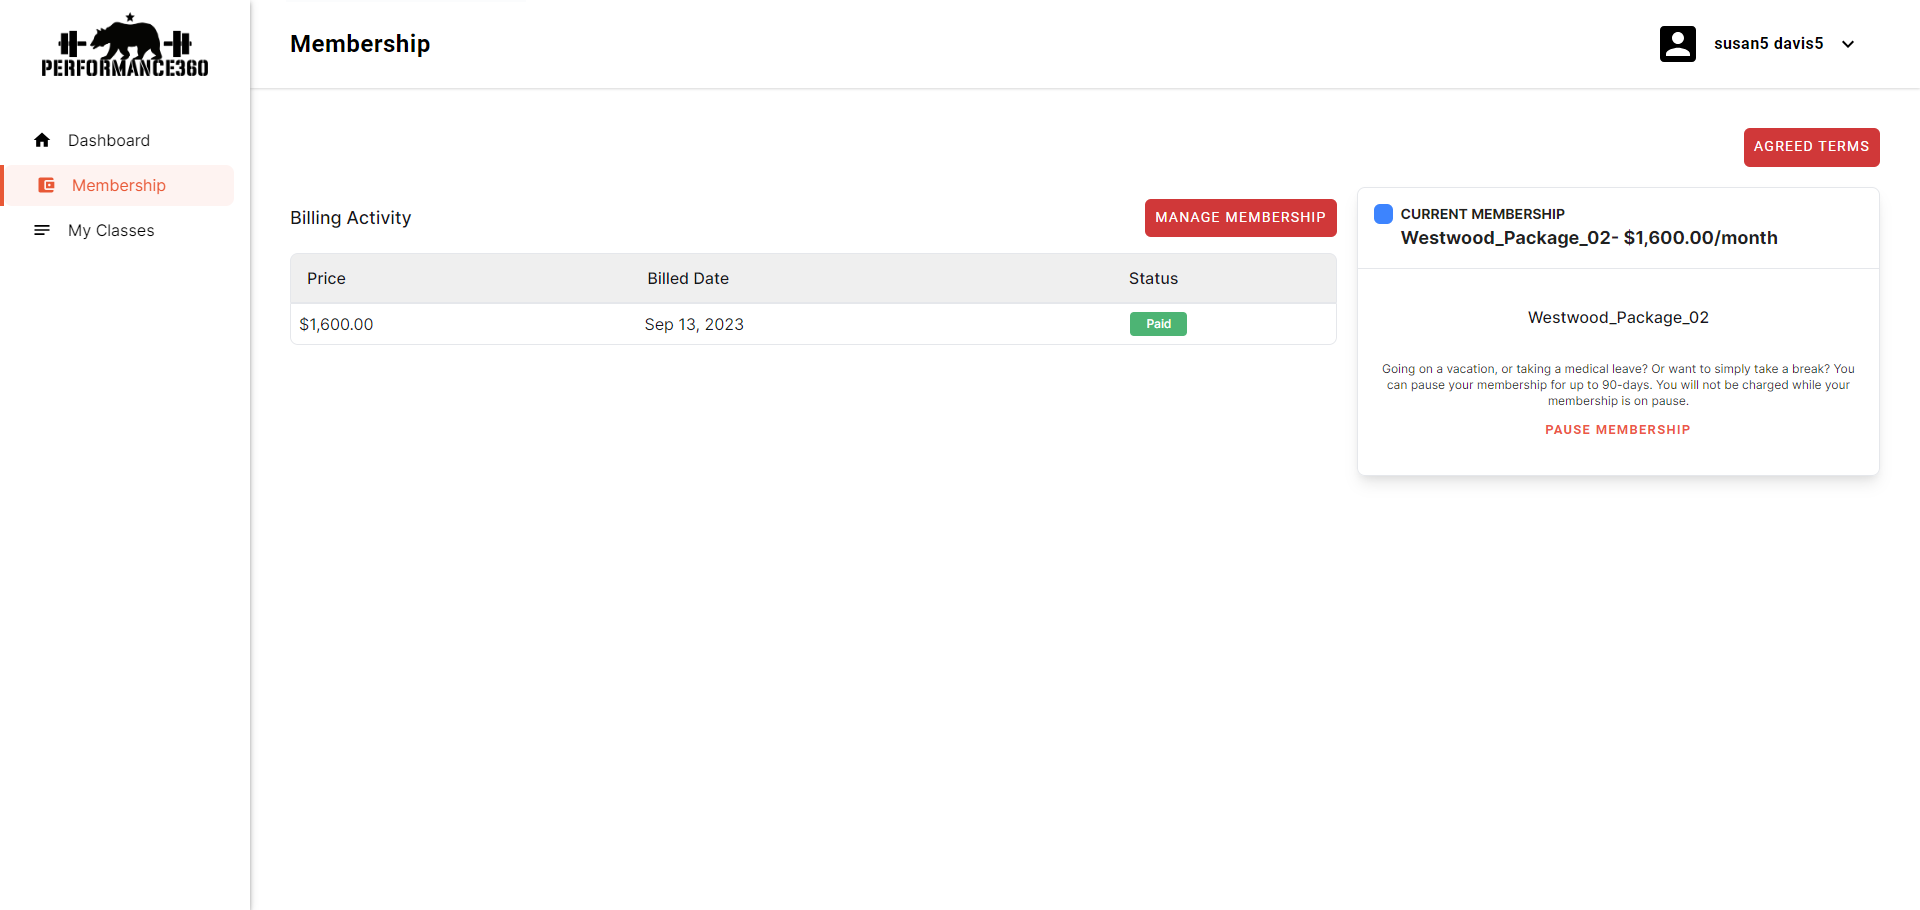 PERFORMANCE360
Membership
susan5 davis5
Dashboard
Membership
My Classes
AGREED TERMS
Billing Activity
MANAGE MEMBERSHIP
Price Billed Date Status
$1,600.00 Sep 13, 2023 Paid
CURRENT MEMBERSHIP
Westwood_Package_02- $1,600.00/month
Westwood_Package_02
Going on a vacation, or taking a medical leave? Or want to simply take a break? You
can pause your membership for up to 90-days. You will not be charged while your
membership is on pause.
PAUSE MEMBERSHIP